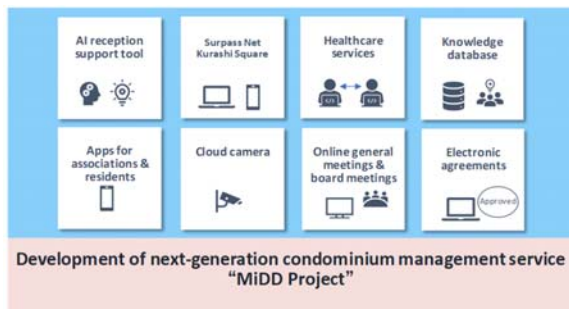 AI reception
support tool
Surpass Net
Kurashi Square
Healthcare
services
Knowledge
database
Apps for
associations &
residents
Cloud camera
Online general
meetings &
board meetings
Electronic
agreements
Approved
Development of next-generation condominium management service
“MiDD Project”